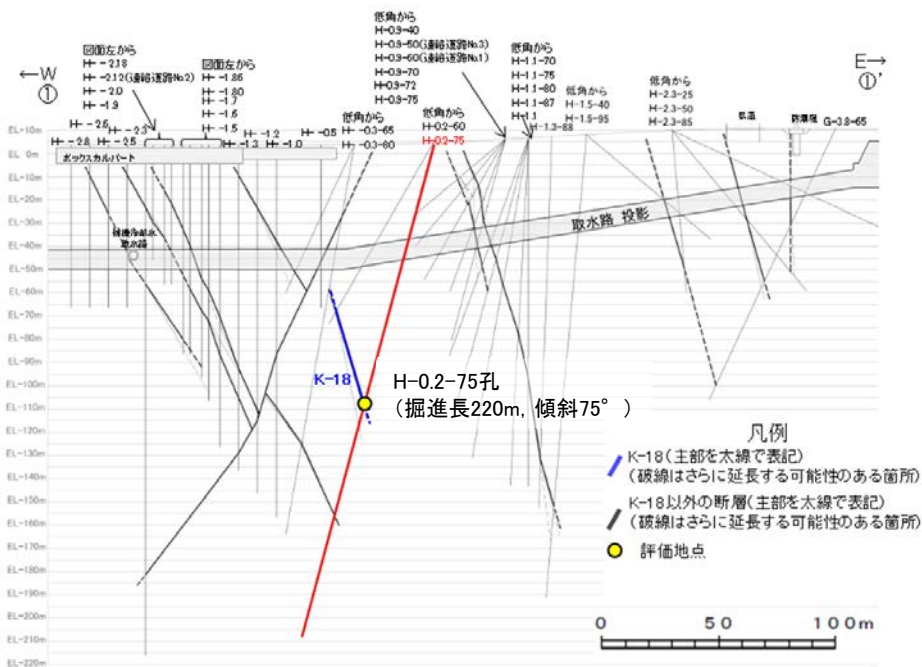 ←W
①
図面左から
H- -2.18
H- -2.12(連絡道路No.2)
H- -2.0
H- -1.9
図面左から
H- -1.86
H- -1.80
H- -1.7
H- -1.6
H- -1.5
低角から
H-0.9-40
H-0.9-50(連絡道路No.3)
H-0.9-60(連絡道路No.1)
H-0.9-70
H-0.9-72
H-0.9-75
低角から
H-1.1-70
H-1.1-75
H-1.1-80
H-1.1-87
H-1.1
H-1.3-88
低角から
H-1.5-40
H-1.5-95
低角から
H-2.3-25
H-2.3-50
H-2.3-85
E→
①'
G-3.8-65
H- -2.6
H- -2.3
H- -2.8
H- -2.5
H- -1.3
H- -1.2
H- -1.0
H- -0.5
低角から
H- -0.3-65
H- -0.3-80
低角から
H-0.2-60
H-0.2-75
ボックスカルバート
取水路
取水路 投影
EL+10m
EL 0m
EL-10m
EL-20m
EL-30m
EL-40m
EL-50m
EL-60m
EL-70m
EL-80m
EL-90m
EL-100m
EL-110m
EL-120m
EL-130m
EL-140m
EL-150m
EL-160m
EL-170m
EL-180m
EL-190m
EL-200m
EL-210m
EL-220m
K-18
H-0.2-75孔
(掘進長220m, 傾斜75°)
凡例
K-18(主部を太線で表記)
(破線はさらに延長する可能性のある箇所)
K-18以外の断層(主部を太線で表記)
(破線はさらに延長する可能性のある箇所)
評価地点
0 50 100m